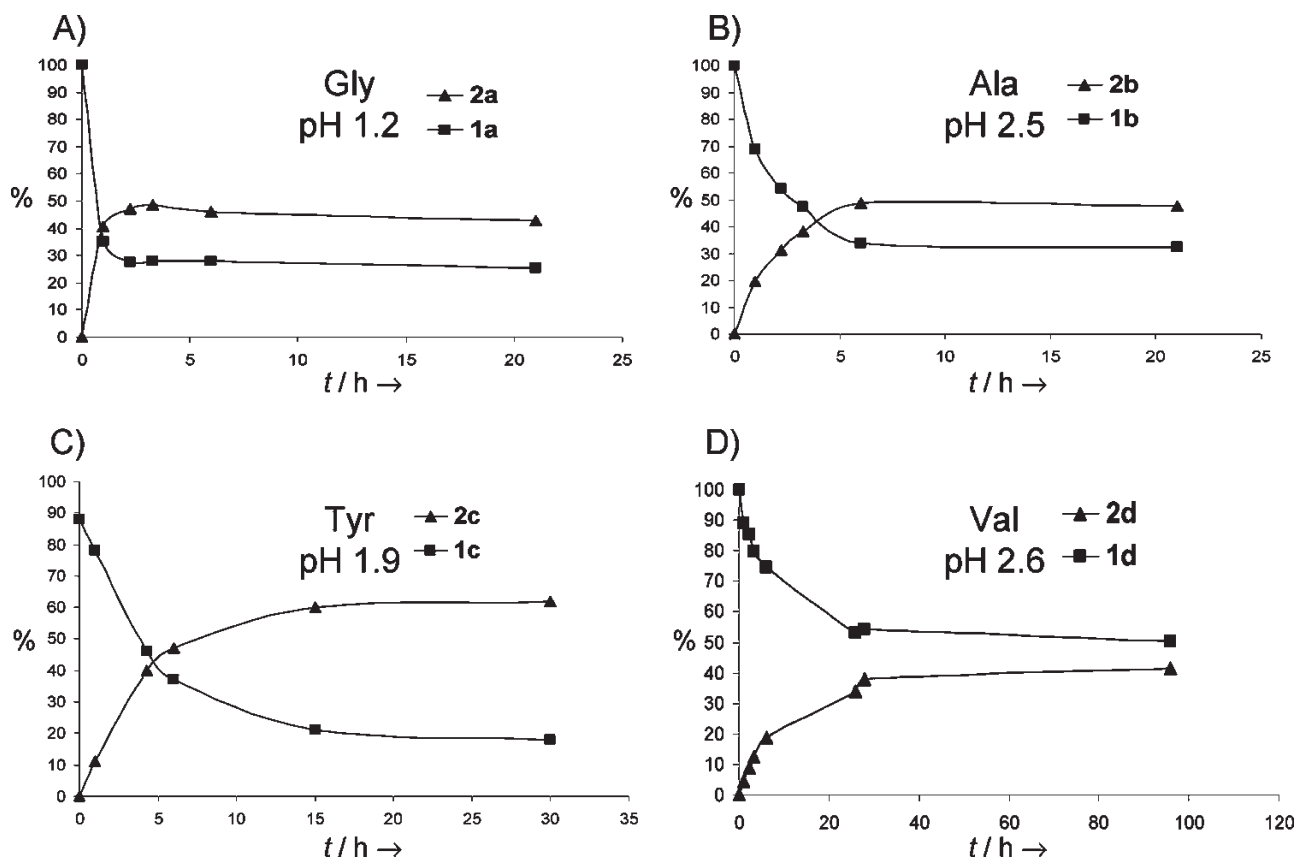 A)
Gly
pH 1.2
2a
1a
100
90
80
70
60
50
40
30
20
10
0
%
0 5 10 15 20 25
t / h →
B)
Ala
pH 2.5
2b
1b
100
90
80
70
60
50
40
30
20
10
0
%
0 5 10 15 20 25
t / h →
C)
Tyr
pH 1.9
2c
1c
100
90
80
70
60
50
40
30
20
10
0
%
0 5 10 15 20 25 30 35
t / h →
D)
Val
pH 2.6
2d
1d
100
90
80
70
60
50
40
30
20
10
0
%
0 20 40 60 80 100 120
t / h →